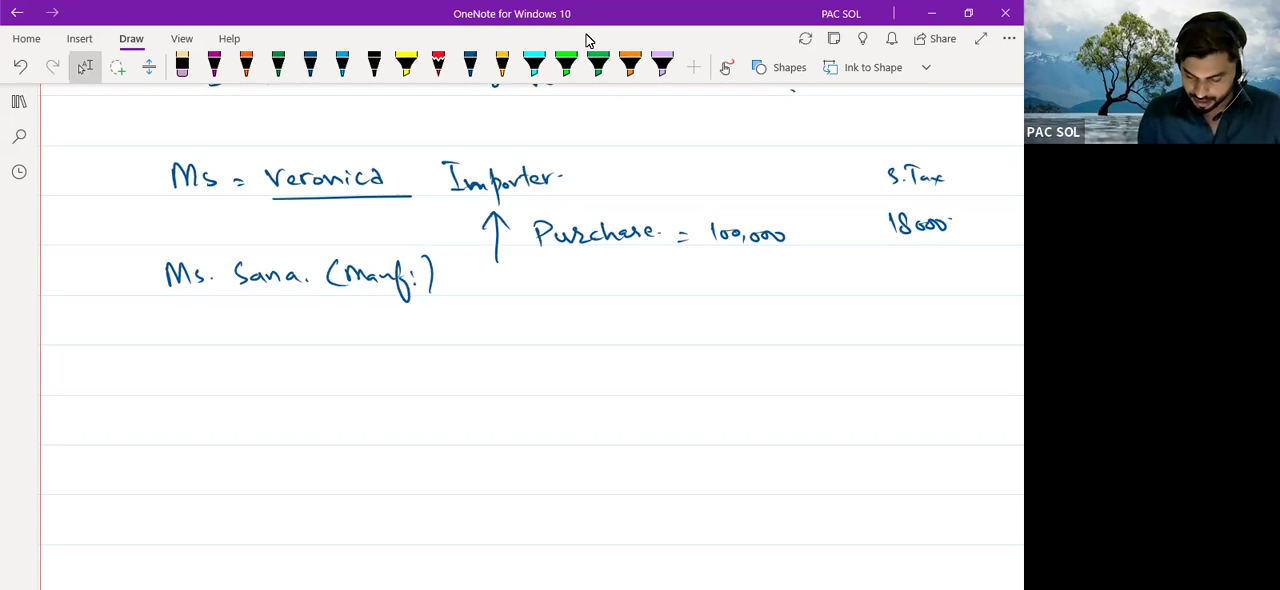 OneNote for Windows 10
PAC SOL
Home Insert Draw View Help
Share
Shapes
Ink to Shape
PAC SOL
Ms = Veronica Importer. S.Tax
Purchase. = 100,000 18000
Ms. Sana. (Manf:)